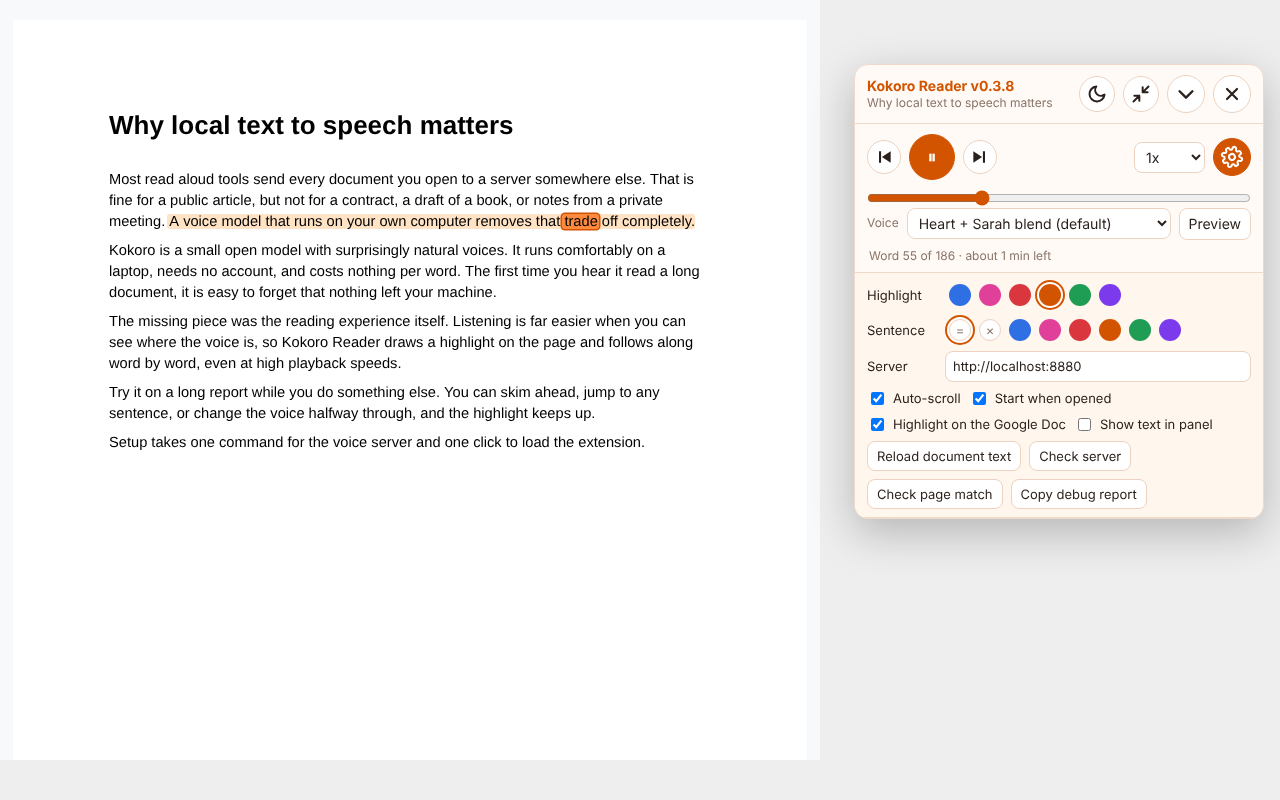 Why local text to speech matters
Most read aloud tools send every document you open to a server somewhere else. That is
fine for a public article, but not for a contract, a draft of a book, or notes from a private
meeting. A voice model that runs on your own computer removes that trade off completely.
Kokoro is a small open model with surprisingly natural voices. It runs comfortably on a
laptop, needs no account, and costs nothing per word. The first time you hear it read a long
document, it is easy to forget that nothing left your machine.
The missing piece was the reading experience itself. Listening is far easier when you can
see where the voice is, so Kokoro Reader draws a highlight on the page and follows along
word by word, even at high playback speeds.
Try it on a long report while you do something else. You can skim ahead, jump to any
sentence, or change the voice halfway through, and the highlight keeps up.
Setup takes one command for the voice server and one click to load the extension.
Kokoro Reader v0.3.8
Why local text to speech matters
1x
Voice Heart + Sarah blend (default) Preview
Word 55 of 186 · about 1 min left
Highlight
Sentence = ×
Server http://localhost:8880
Auto-scroll Start when opened
Highlight on the Google Doc Show text in panel
Reload document text Check server
Check page match Copy debug report